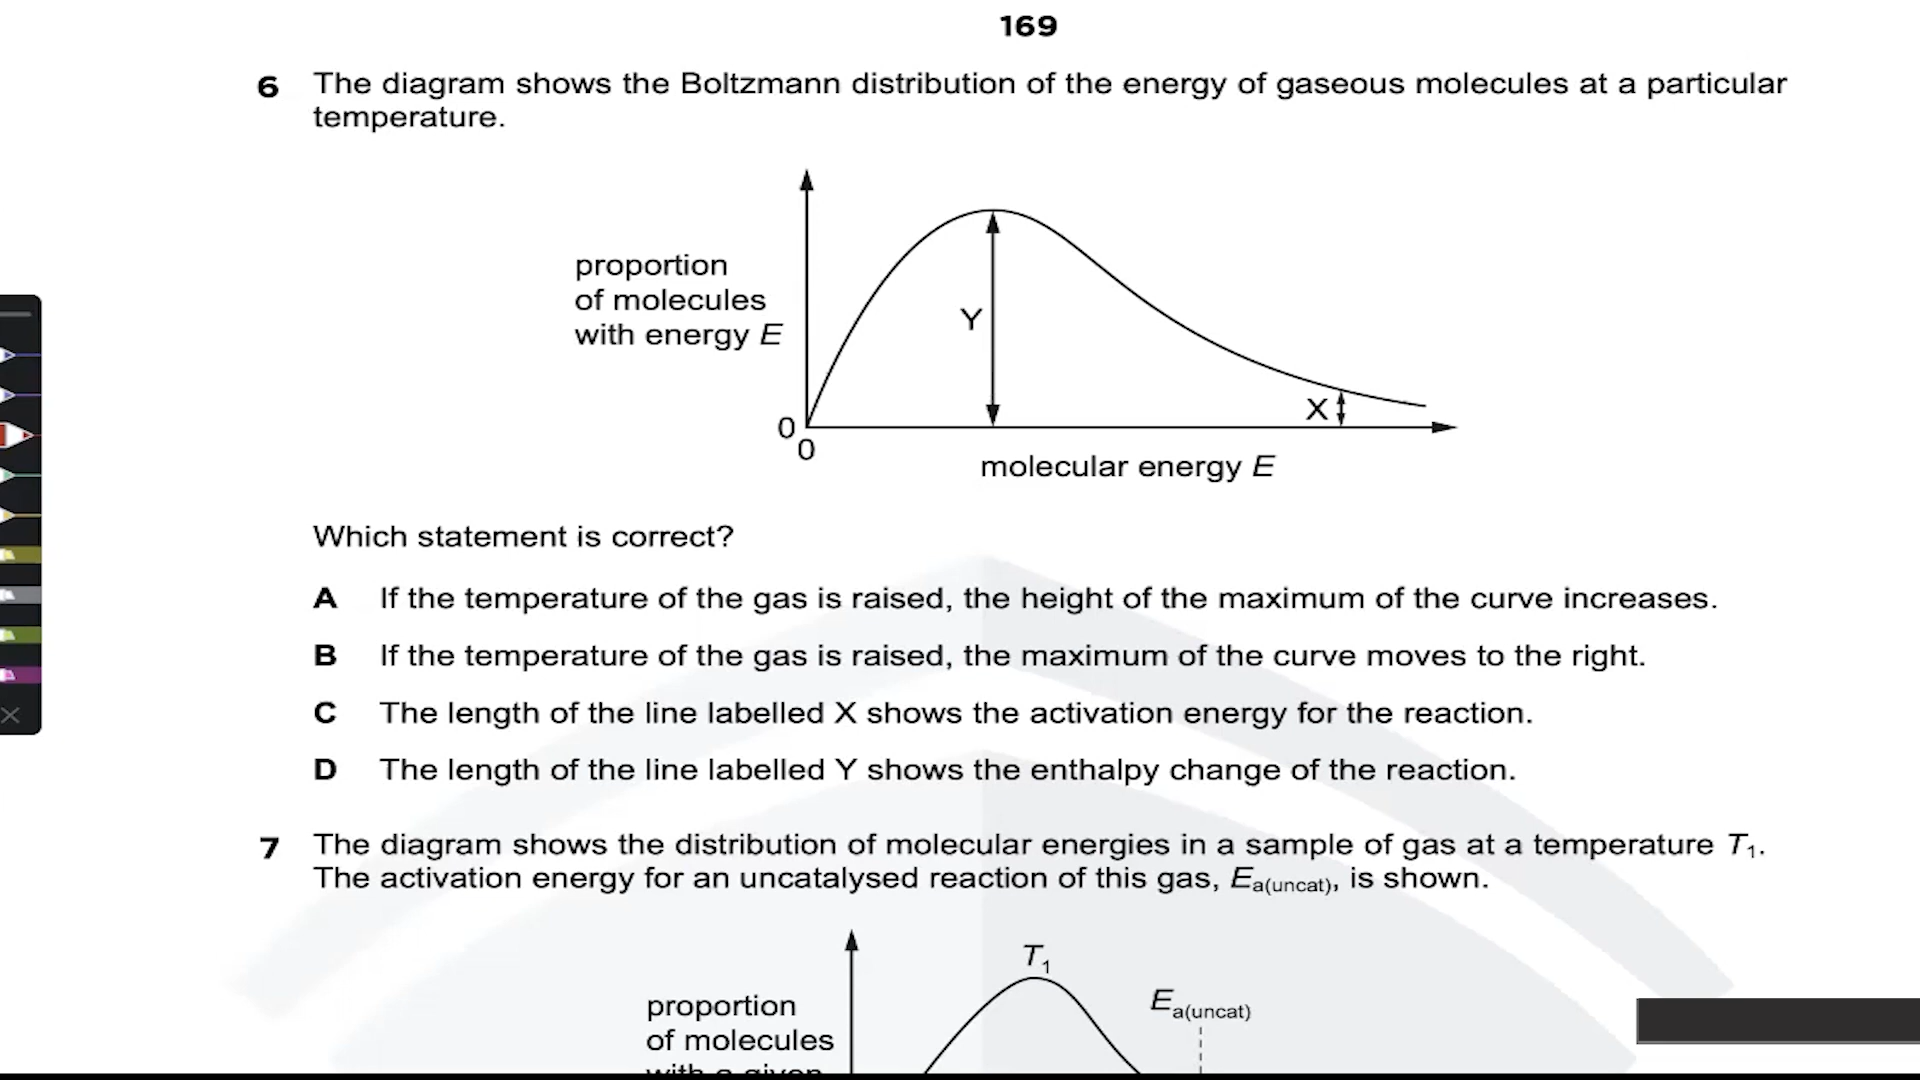 169
6 The diagram shows the Boltzmann distribution of the energy of gaseous molecules at a particular
temperature.
proportion
of molecules
with energy E
Y
X
0
0
molecular energy E
Which statement is correct?
A If the temperature of the gas is raised, the height of the maximum of the curve increases.
B If the temperature of the gas is raised, the maximum of the curve moves to the right.
C The length of the line labelled X shows the activation energy for the reaction.
D The length of the line labelled Y shows the enthalpy change of the reaction.
7 The diagram shows the distribution of molecular energies in a sample of gas at a temperature T₁.
The activation energy for an uncatalysed reaction of this gas, Ea(uncat), is shown.
T₁
Ea(uncat)
proportion
of molecules
with a given